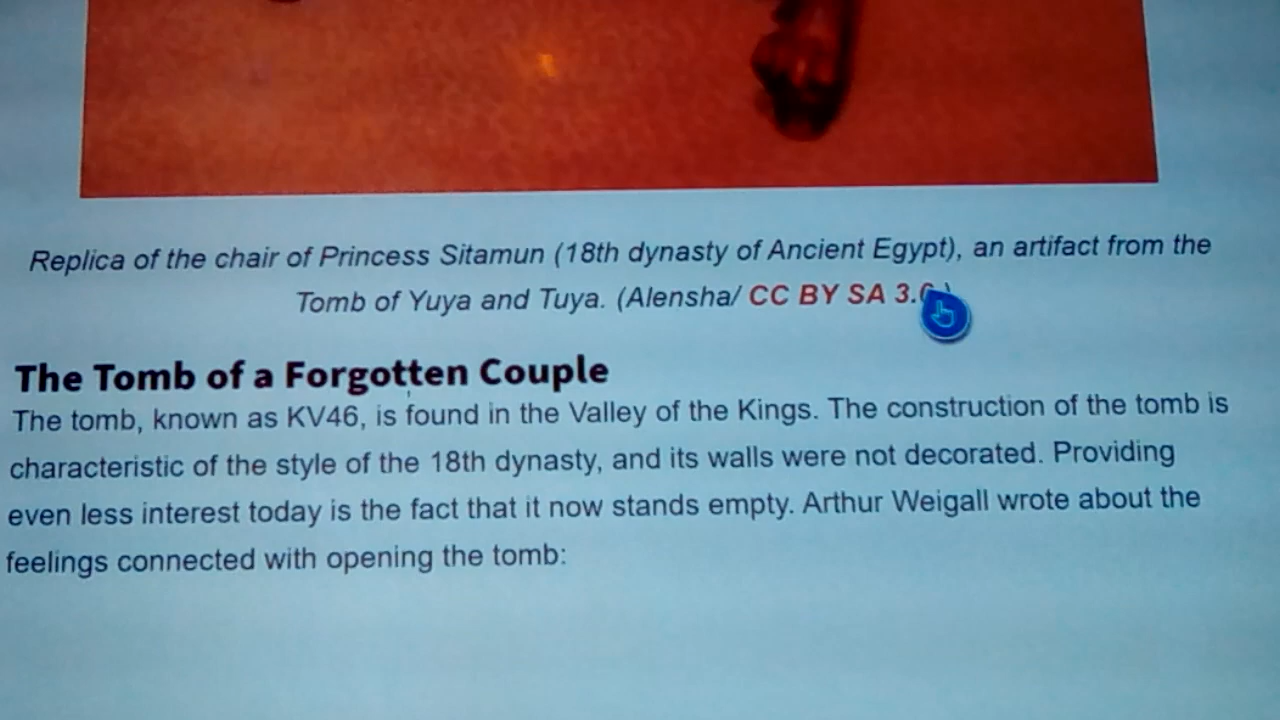 Replica of the chair of Princess Sitamun (18th dynasty of Ancient Egypt), an artifact from the
Tomb of Yuya and Tuya. (Alensha/ CC BY SA 3.0 )
The Tomb of a Forgotten Couple
The tomb, known as KV46, is found in the Valley of the Kings. The construction of the tomb is
characteristic of the style of the 18th dynasty, and its walls were not decorated. Providing
even less interest today is the fact that it now stands empty. Arthur Weigall wrote about the
feelings connected with opening the tomb: